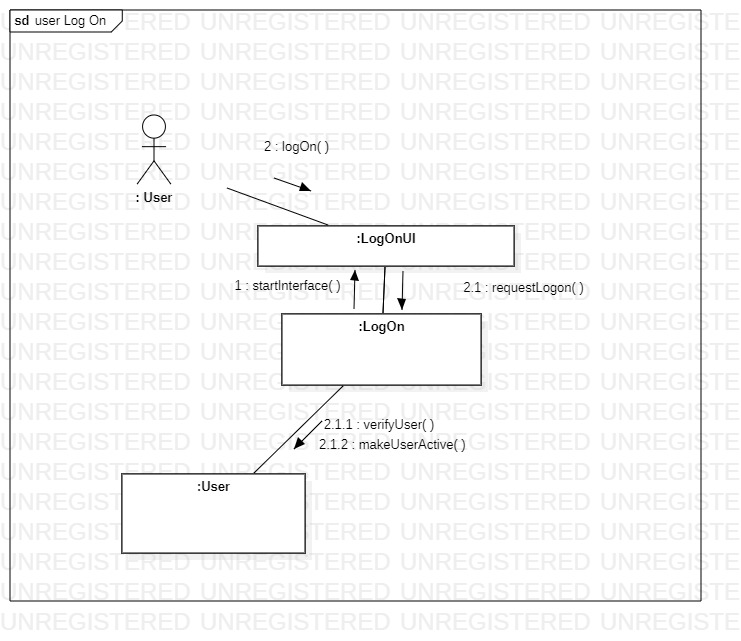 sd user Log On
2 : logOn( )
: User
:LogOnUI
1 : startInterface( )
2.1 : requestLogon( )
:LogOn
2.1.1 : verifyUser( )
2.1.2 : makeUserActive( )
:User
UNREGISTERED UNREGISTERED UNREGISTERED UNREGISTERED